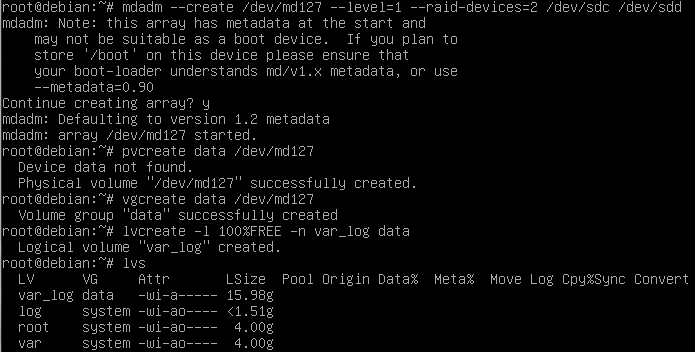 root@debian:~# mdadm --create /dev/md127 --level=1 --raid-devices=2 /dev/sdc /dev/sdd
mdadm: Note: this array has metadata at the start and
    may not be suitable as a boot device.  If you plan to
    store '/boot' on this device please ensure that
    your boot-loader understands md/v1.x metadata, or use
    --metadata=0.90
Continue creating array? y
mdadm: Defaulting to version 1.2 metadata
mdadm: array /dev/md127 started.
root@debian:~# pvcreate data /dev/md127
  Device data not found.
  Physical volume "/dev/md127" successfully created.
root@debian:~# vgcreate data /dev/md127
  Volume group "data" successfully created
root@debian:~# lvcreate -l 100%FREE -n var_log data
  Logical volume "var_log" created.
root@debian:~# lvs
  LV      VG     Attr       LSize  Pool Origin Data%  Meta%  Move Log Cpy%Sync Convert
  var_log data   -wi-a----- 15.98g
  log     system -wi-ao---- <1.51g
  root    system -wi-ao----  4.00g
  var     system -wi-ao----  4.00g